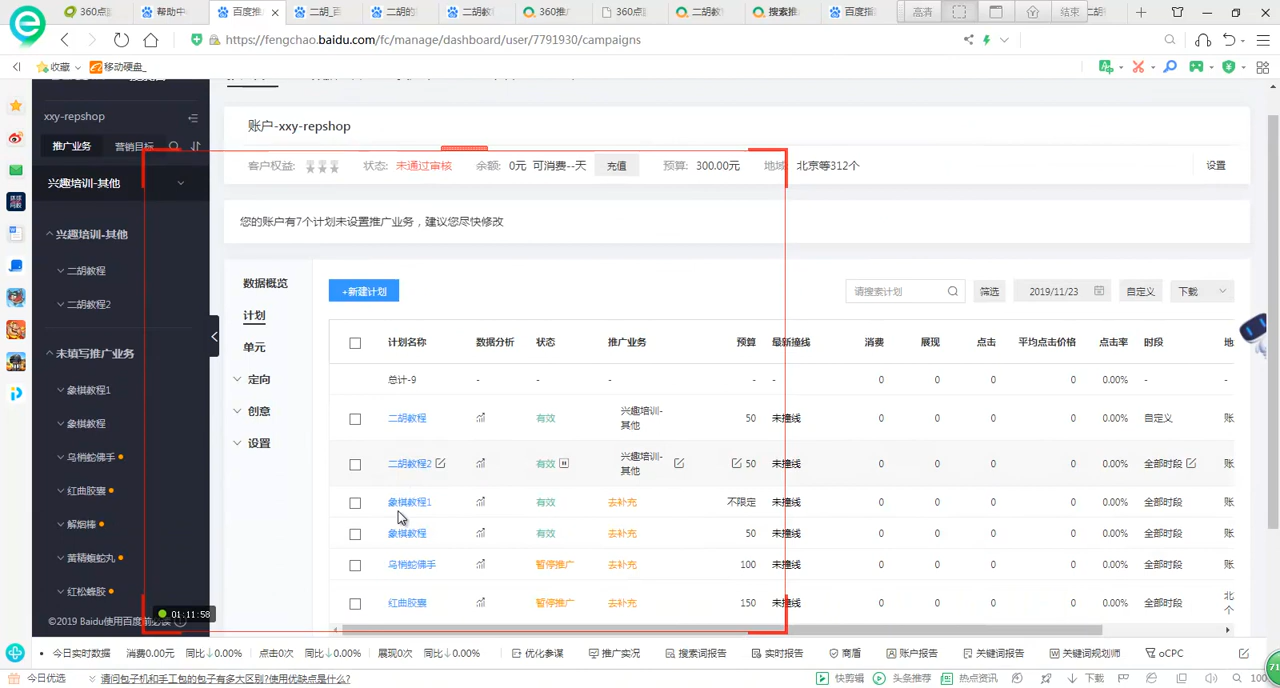 360点
帮助中
百度推
二胡_百
二胡的
二胡教
360推
360点
二胡教
搜索推
百度指
高清
结束
二胡
https://fengchao.baidu.com/fc/manage/dashboard/user/7791930/campaigns
收藏
移动硬盘_
xxy-repshop
推广业务
营销目标
兴趣培训-其他
兴趣培训-其他
二胡教程
二胡教程2
未填写推广业务
象棋教程1
象棋教程
乌梢蛇佛手
红曲胶囊
解烟棒
黄精蝮蛇丸
红松蜂胶
©2019 Baidu使用百度前必读
01:11:58
账户-xxy-repshop
客户权益:
状态: 未通过审核
余额: 0元 可消费--天 充值
预算: 300.00元
地域
北京等312个
设置
您的账户有7个计划未设置推广业务，建议您尽快修改
数据概览
计划
单元
定向
创意
设置
+新建计划
请搜索计划
筛选
2019/11/23
自定义
下载
计划名称 数据分析 状态 推广业务 预算 最新撞线 消费 展现 点击 平均点击价格 点击率 时段 地
总计-9 - - - - - 0 0 0 0 0.00% - -
二胡教程 有效 兴趣培训-其他 50 未撞线 0 0 0 0 0.00% 自定义 账
二胡教程2 有效 兴趣培训-其他 50 未撞线 0 0 0 0 0.00% 全部时段 账
象棋教程1 有效 去补充 不限定 未撞线 0 0 0 0 0.00% 全部时段 账
象棋教程 有效 去补充 50 未撞线 0 0 0 0 0.00% 全部时段 账
乌梢蛇佛手 暂停推广 去补充 100 未撞线 0 0 0 0 0.00% 全部时段 账
红曲胶囊 暂停推广 去补充 150 未撞线 0 0 0 0 0.00% 全部时段 北 个
今日实时数据 消费0.00元 同比↓0.00% 点击0次 同比↓0.00% 展现0次 同比↓0.00% 优化参谋 推广实况 搜索词报告 实时报告 商盾 账户报告 关键词报告 关键词规划师 oCPC
今日优选 请问包子机和手工包的包子有多大区别?使用优缺点是什么?
快剪辑 头条推荐 热点资讯 下载 100
71